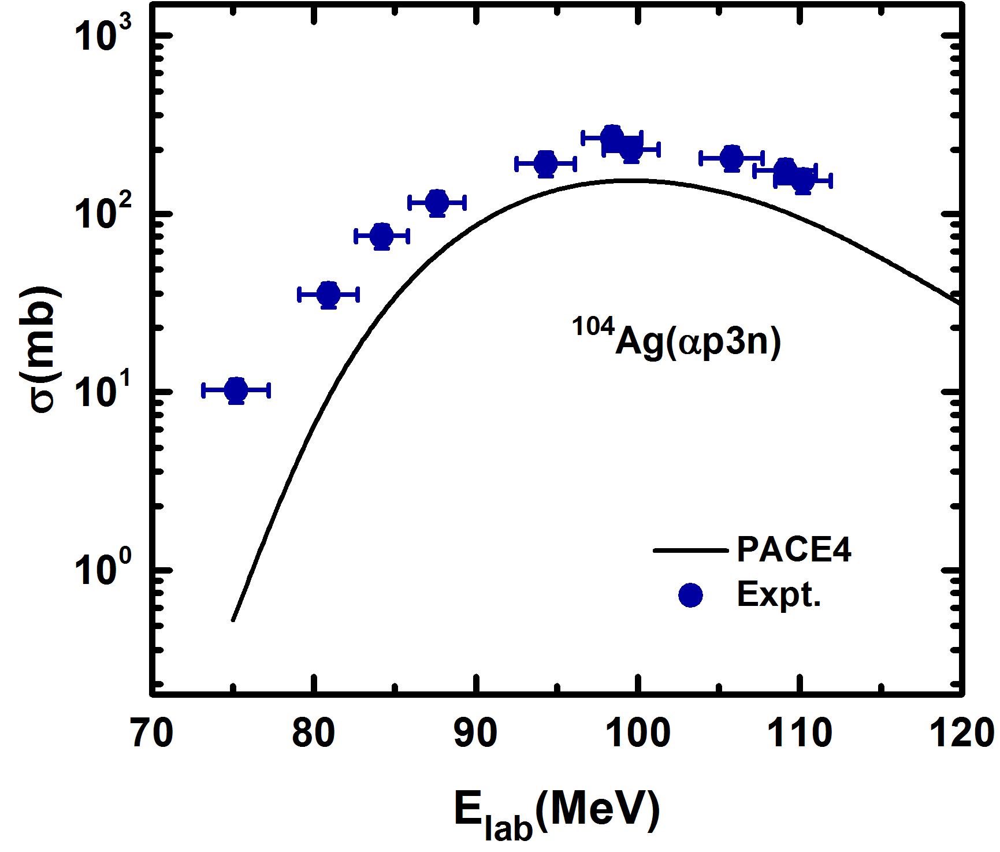 10³
10²
10¹
10⁰
σ(mb)
¹⁰⁴Ag(αp3n)
PACE4
Expt.
70 80 90 100 110 120
E_lab(MeV)